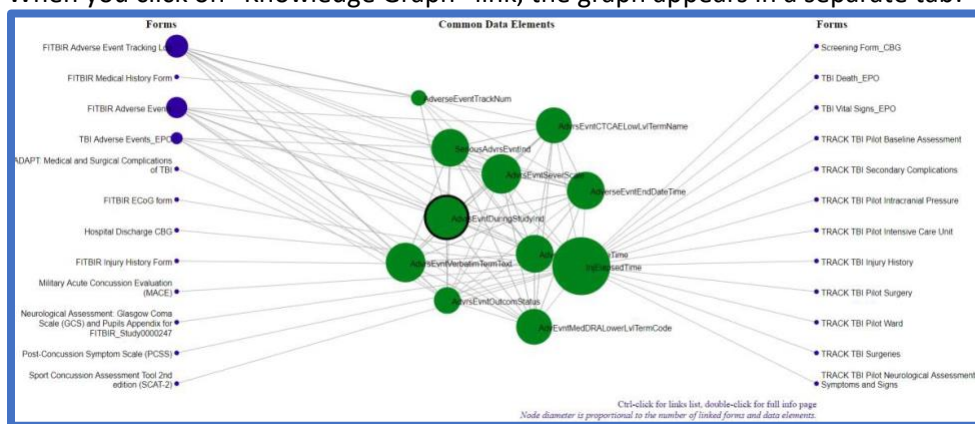 When you click on "Knowledge Graph" link, the graph appears in a separate tab:
Forms
Common Data Elements
Forms
FITBIR Adverse Event Tracking Log
FITBIR Medical History Form
FITBIR Adverse Events
TBI Adverse Events_EPO
ADAPT: Medical and Surgical Complications
of TBI
FITBIR ECoG form
Hospital Discharge CBG
FITBIR Injury History Form
Military Acute Concussion Evaluation
(MACE)
Neurological Assessment: Glasgow Coma
Scale (GCS) and Pupils Appendix for
FITBIR_Study0000247
Post-Concussion Symptom Scale (PCSS)
Sport Concussion Assessment Tool 2nd
edition (SCAT-2)
AdverseEventTrackNum
AdvrsEvntCTCAELowLvlTermName
SeriousAdvrsEvntInd
AdvrsEvntSeverScale
AdverseEventEndDateTime
AdvrsEvntDuringStudyInd
InjElapsedTime
AdvrsEvntVerbatimTermText
AdvrsEvntOutcomStatus
AdvEvntMedDRALowerLvlTermCode
Screening Form_CBG
TBI Death_EPO
TBI Vital Signs_EPO
TRACK TBI Pilot Baseline Assessment
TRACK TBI Secondary Complications
TRACK TBI Pilot Intracranial Pressure
TRACK TBI Pilot Intensive Care Unit
TRACK TBI Injury History
TRACK TBI Pilot Surgery
TRACK TBI Pilot Ward
TRACK TBI Surgeries
TRACK TBI Pilot Neurological Assessment
Symptoms and Signs
Ctrl-click for links list, double-click for full info page
Node diameter is proportional to the number of linked forms and data elements.